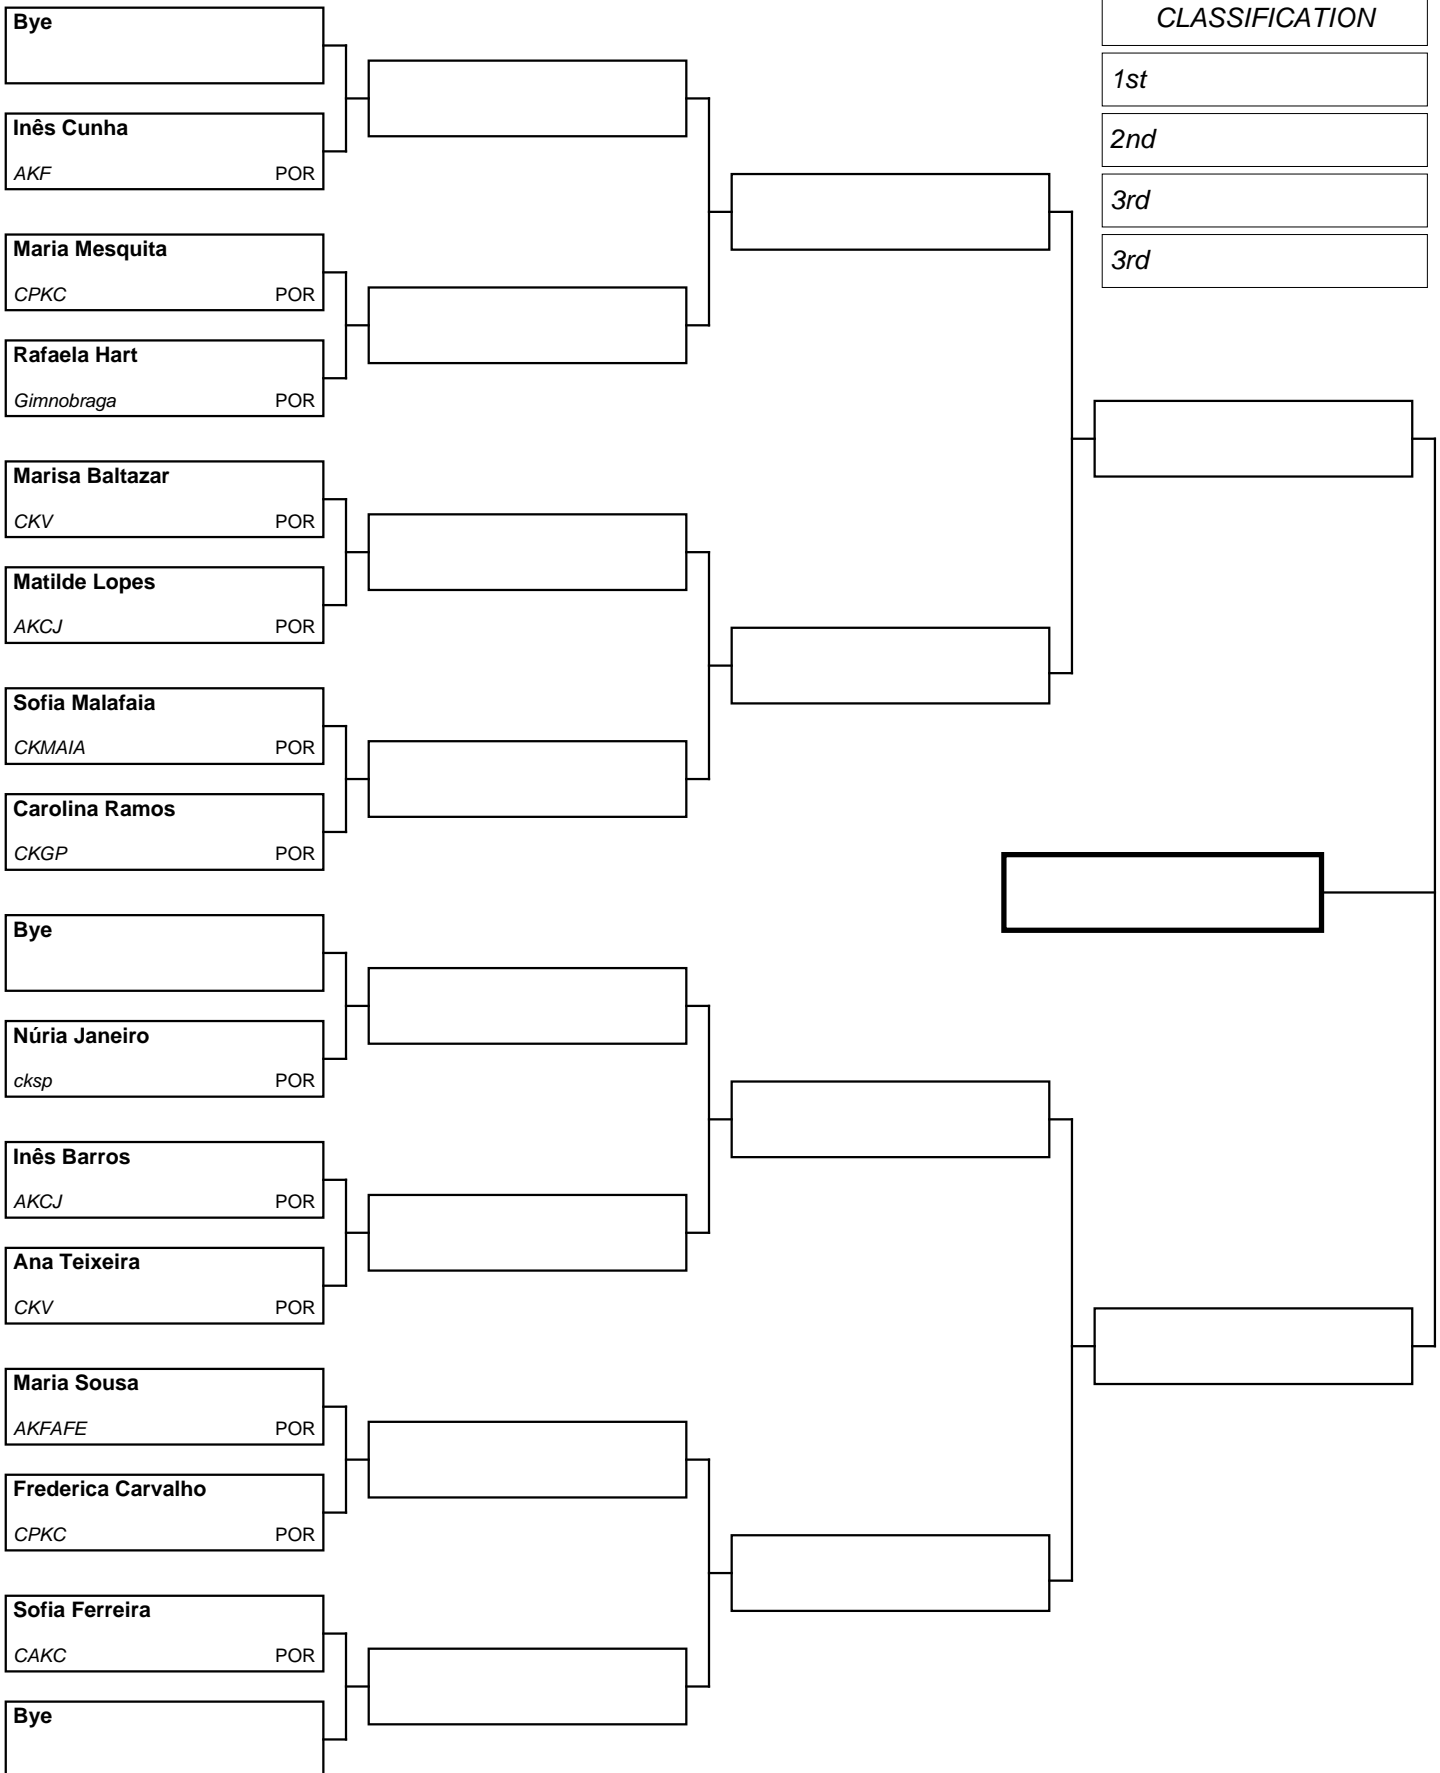 Bye
CLASSIFICATION
1st
2nd
3rd
3rd
Inês Cunha
AKF POR
Maria Mesquita
CPKC POR
Rafaela Hart
Gimnobraga POR
Marisa Baltazar
CKV POR
Matilde Lopes
AKCJ POR
Sofia Malafaia
CKMAIA POR
Carolina Ramos
CKGP POR
Bye
Núria Janeiro
cksp POR
Inês Barros
AKCJ POR
Ana Teixeira
CKV POR
Maria Sousa
AKFAFE POR
Frederica Carvalho
CPKC POR
Sofia Ferreira
CAKC POR
Bye